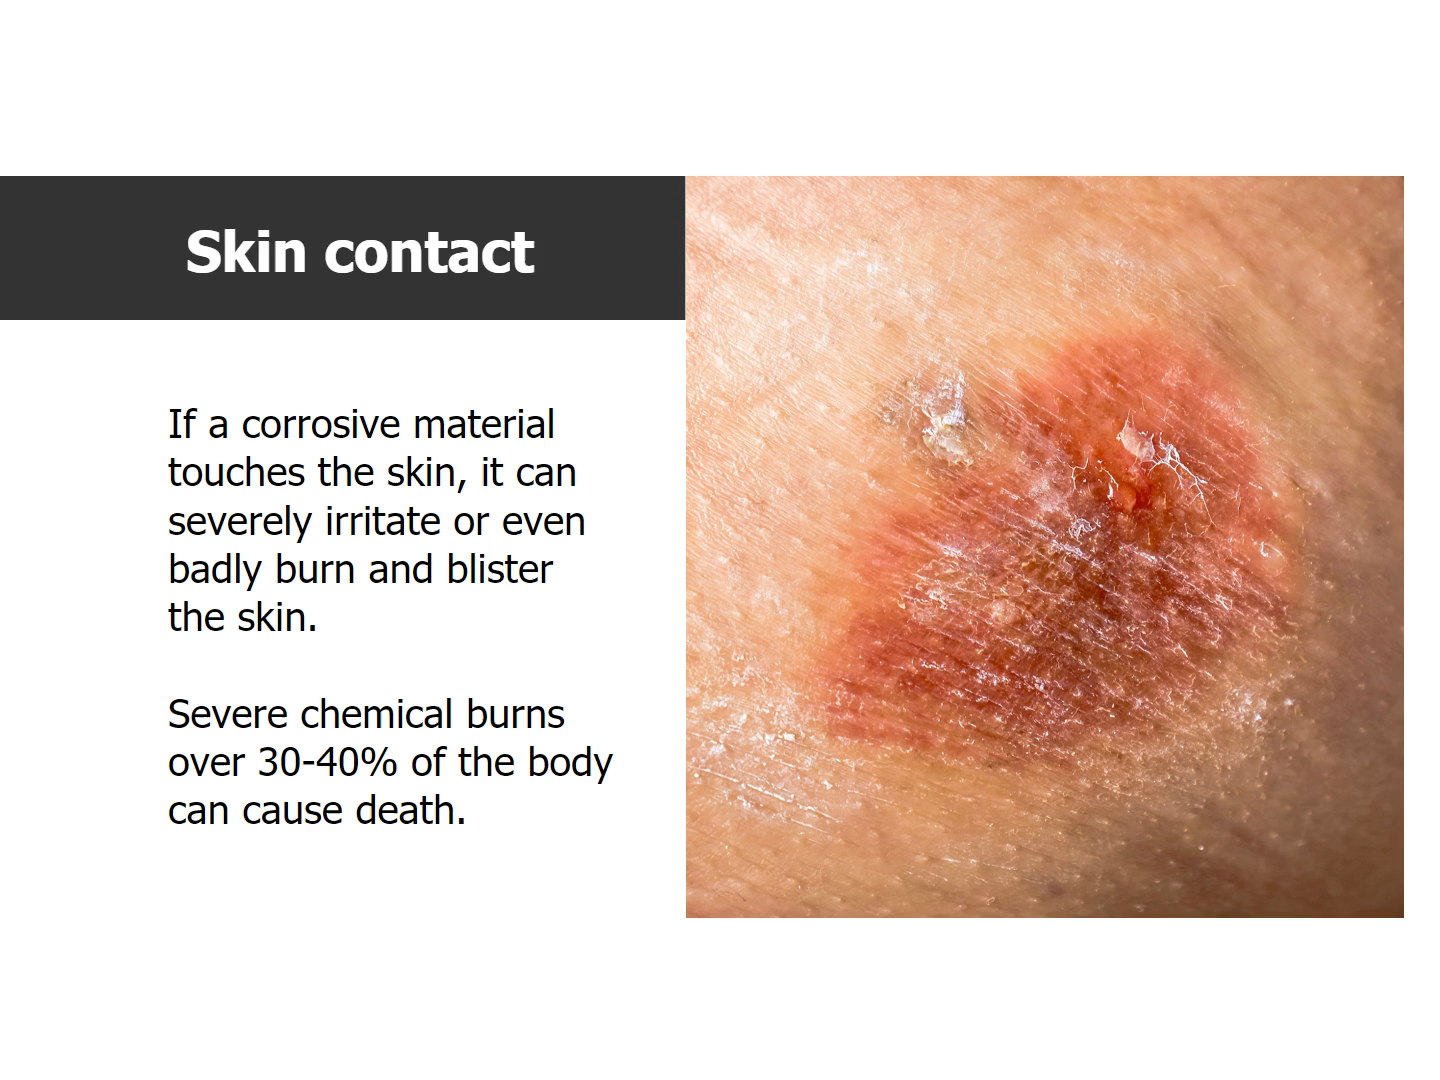 Skin contact
If a corrosive material
touches the skin, it can
severely irritate or even
badly burn and blister
the skin.
Severe chemical burns
over 30-40% of the body
can cause death.